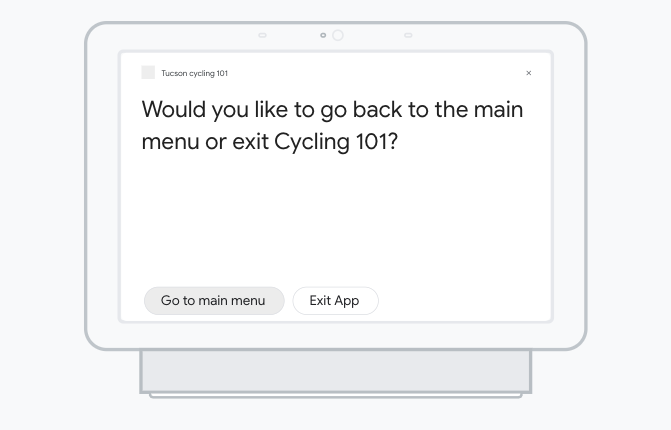 Tucson cycling 101
×
Would you like to go back to the main
menu or exit Cycling 101?
Go to main menu
Exit App